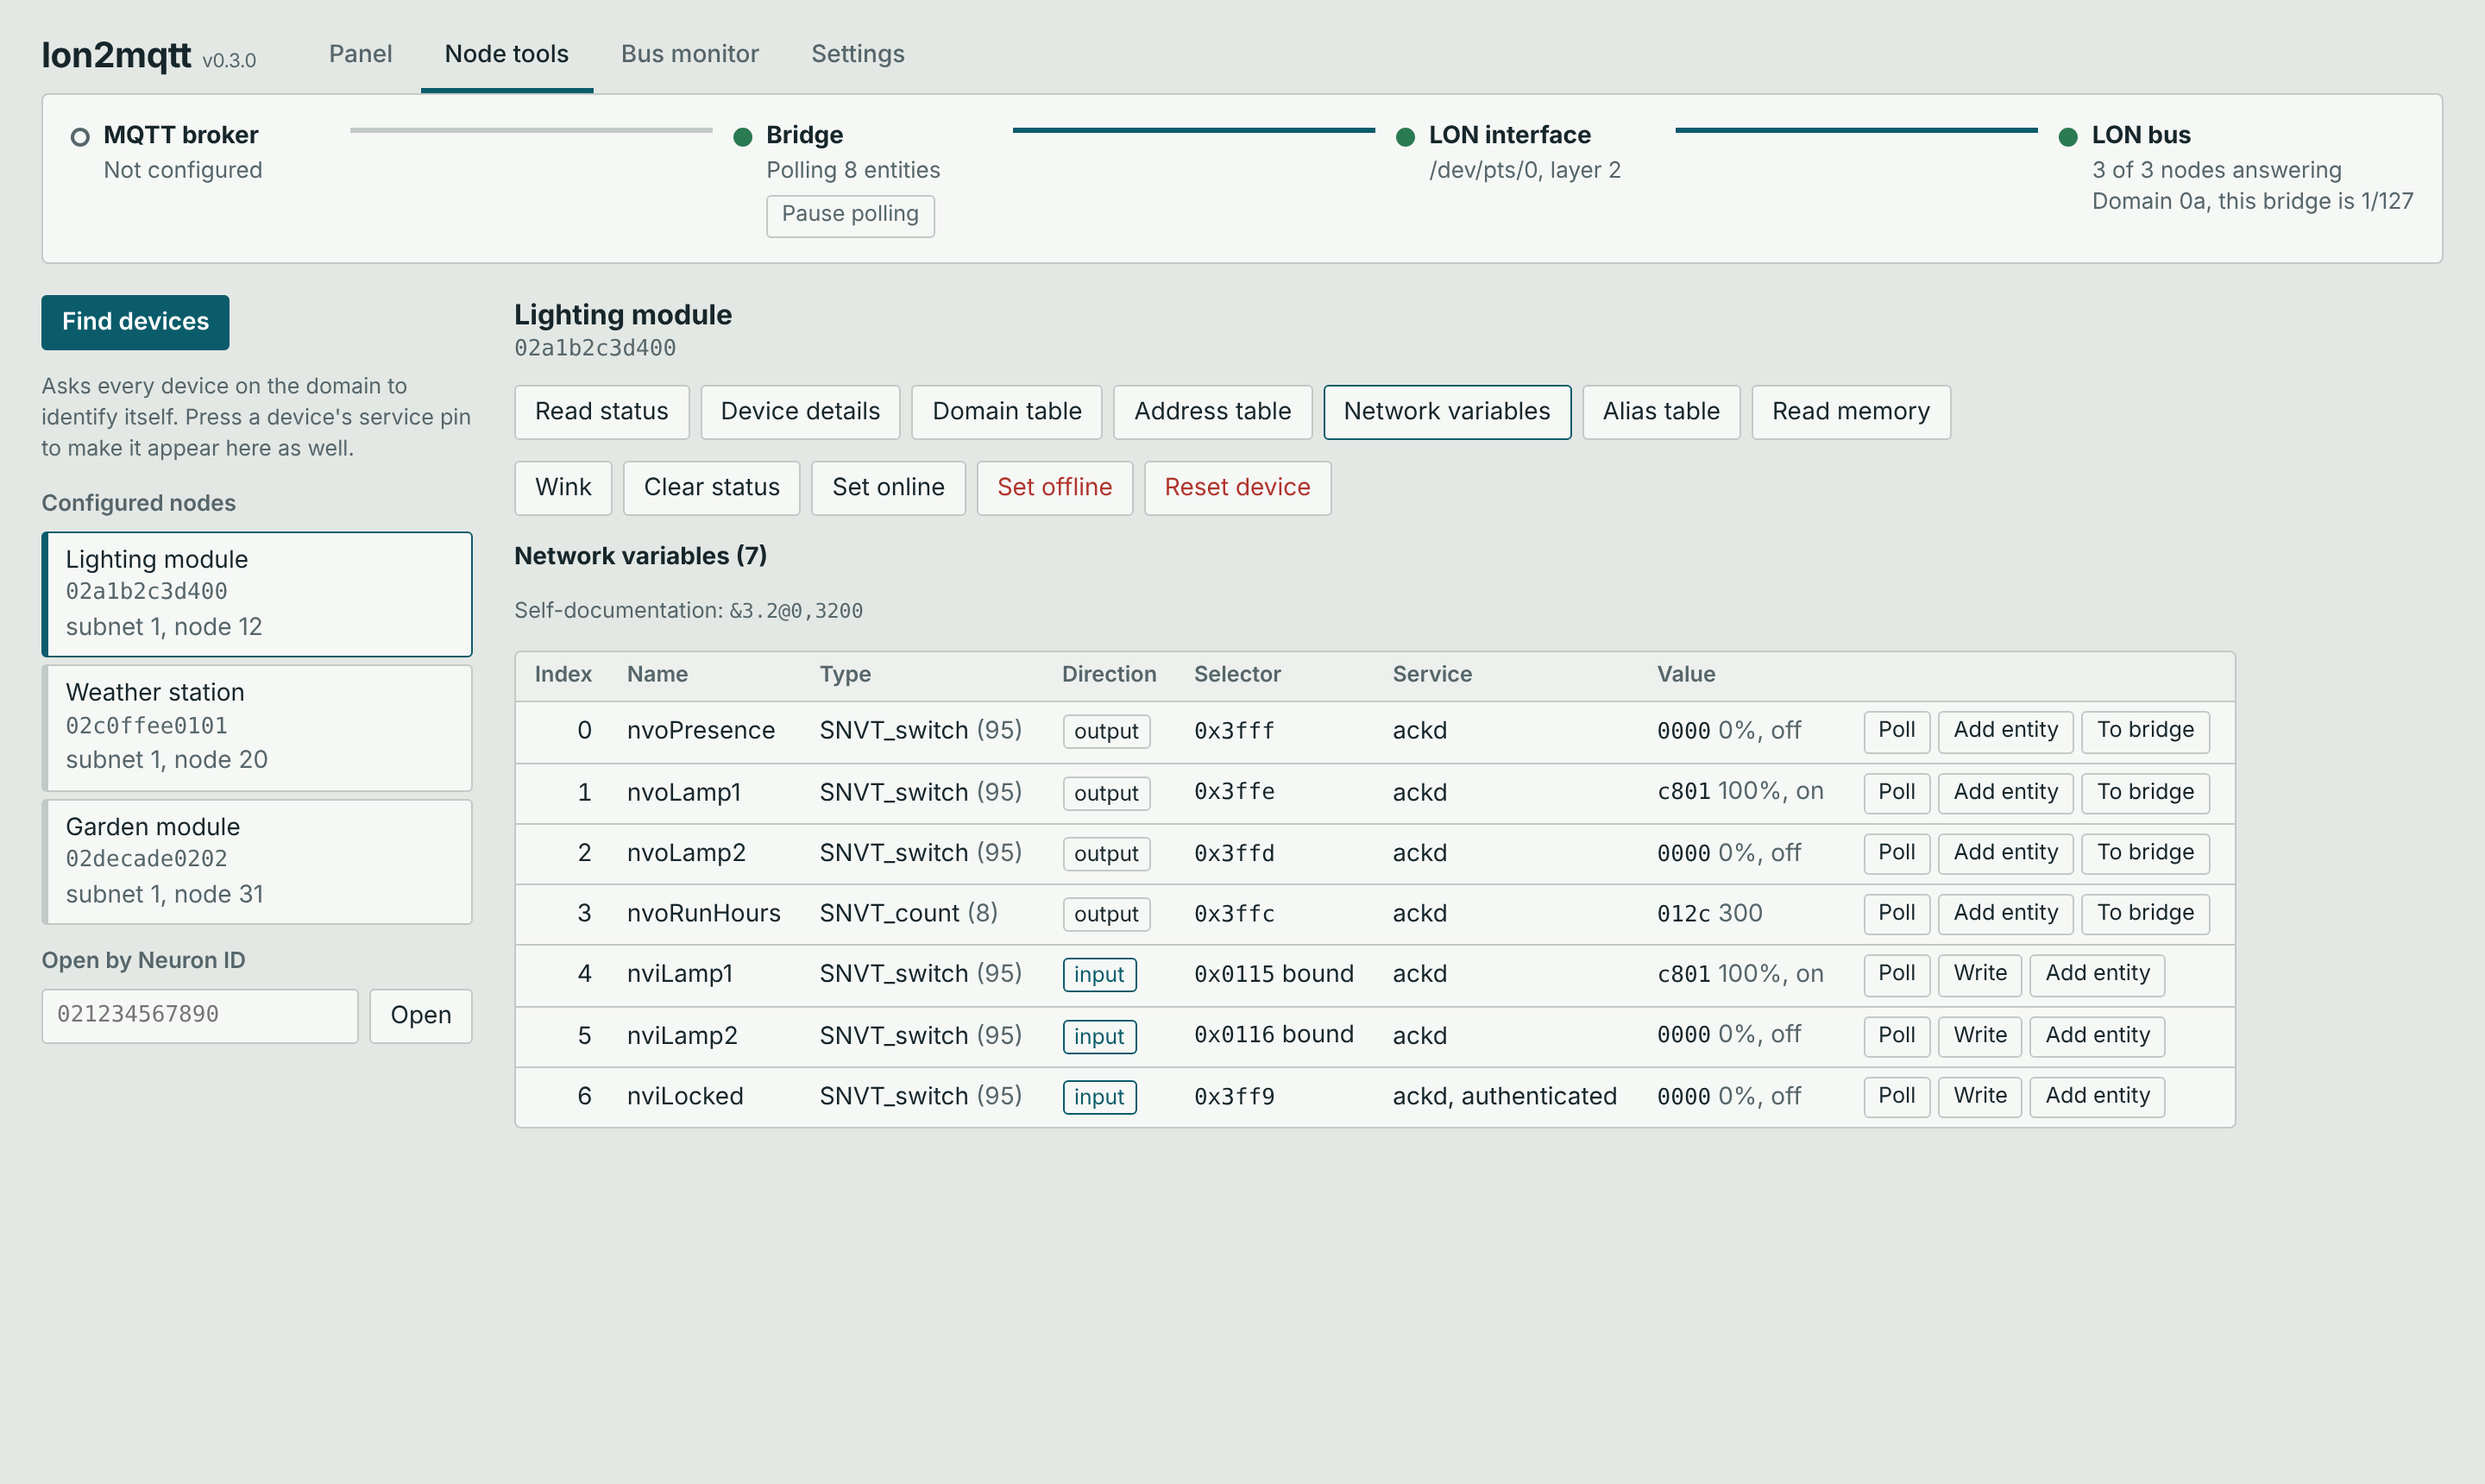 lon2mqtt v0.3.0 Panel Node tools Bus monitor Settings
MQTT broker
Not configured
Bridge
Polling 8 entities
Pause polling
LON interface
/dev/pts/0, layer 2
LON bus
3 of 3 nodes answering
Domain 0a, this bridge is 1/127
Find devices
Asks every device on the domain to
identify itself. Press a device's service pin
to make it appear here as well.
Configured nodes
Lighting module
02a1b2c3d400
subnet 1, node 12
Weather station
02c0ffee0101
subnet 1, node 20
Garden module
02decade0202
subnet 1, node 31
Open by Neuron ID
021234567890 Open
Lighting module
02a1b2c3d400
Read status Device details Domain table Address table Network variables Alias table Read memory
Wink Clear status Set online Set offline Reset device
Network variables (7)
Self-documentation: &3.2@0,3200
Index Name Type Direction Selector Service Value
0 nvoPresence SNVT_switch (95) output 0x3fff ackd 0000 0%, off Poll Add entity To bridge
1 nvoLamp1 SNVT_switch (95) output 0x3ffe ackd c801 100%, on Poll Add entity To bridge
2 nvoLamp2 SNVT_switch (95) output 0x3ffd ackd 0000 0%, off Poll Add entity To bridge
3 nvoRunHours SNVT_count (8) output 0x3ffc ackd 012c 300 Poll Add entity To bridge
4 nviLamp1 SNVT_switch (95) input 0x0115 bound ackd c801 100%, on Poll Write Add entity
5 nviLamp2 SNVT_switch (95) input 0x0116 bound ackd 0000 0%, off Poll Write Add entity
6 nviLocked SNVT_switch (95) input 0x3ff9 ackd, authenticated 0000 0%, off Poll Write Add entity